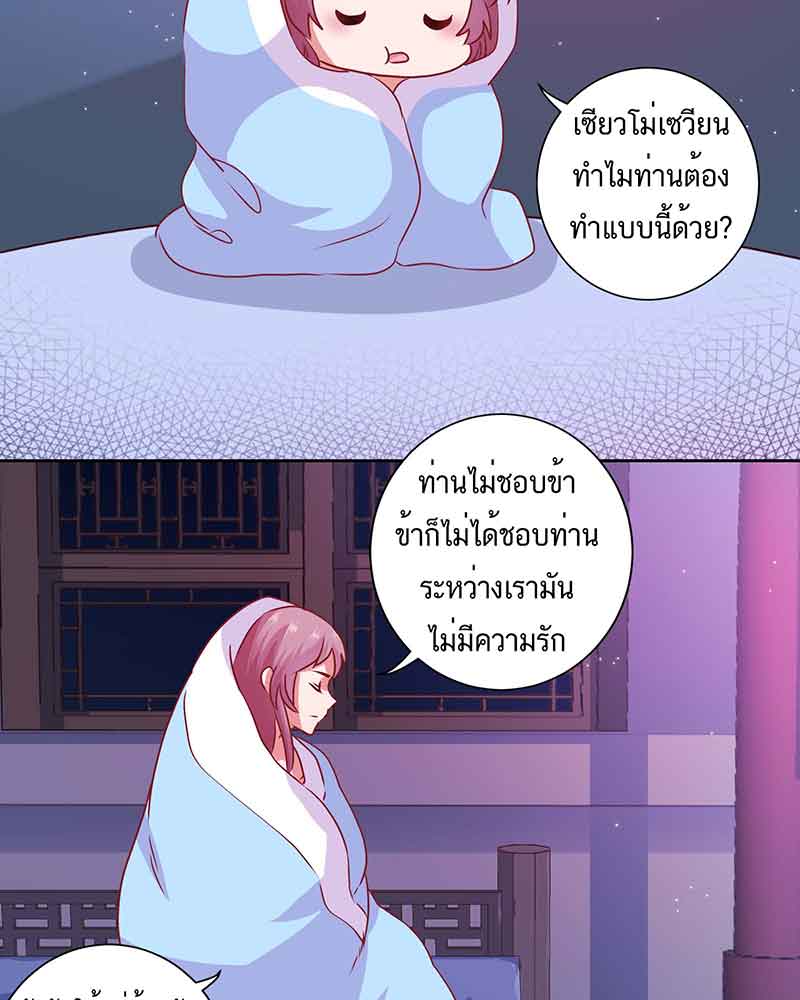 เซียวโม่เซวียน
ทำไมท่านต้อง
ทำแบบนี้ด้วย?
ท่านไม่ชอบข้า
ข้าก็ไม่ได้ชอบท่าน
ระหว่างเรามัน
ไม่มีความรัก